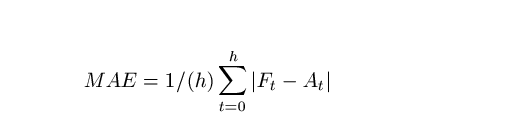 $MAE = 1/(h) \sum_{t=0}^{h} |F_t - A_t|$